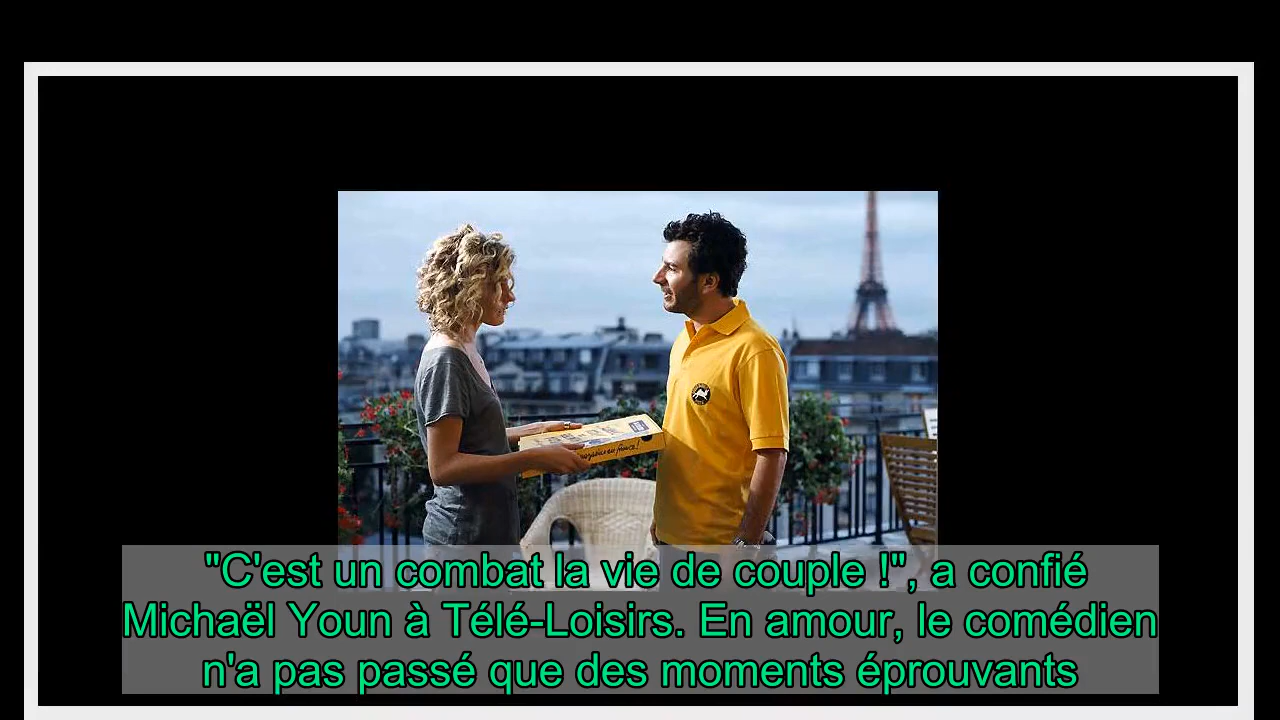 "C'est un combat la vie de couple !", a confié
Michaël Youn à Télé-Loisirs. En amour, le comédien
n'a pas passé que des moments éprouvants